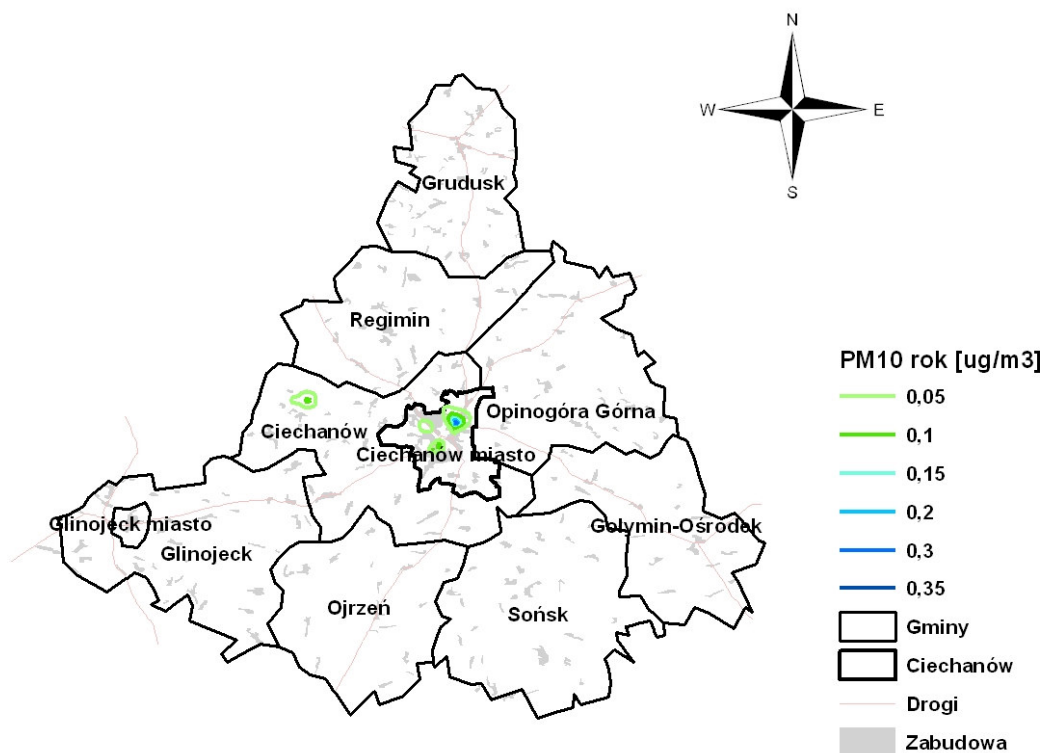 N
W
E
S
Grudusk
Regimin
Opinogóra Górna
Ciechanów
Ciechanów miasto
Glinojeck miasto
Gołymin-Ośrodek
Glinojeck
Ojrzeń
Sońsk
PM10 rok [ug/m3]
0,05
0,1
0,15
0,2
0,3
0,35
Gminy
Ciechanów
Drogi
Zabudowa